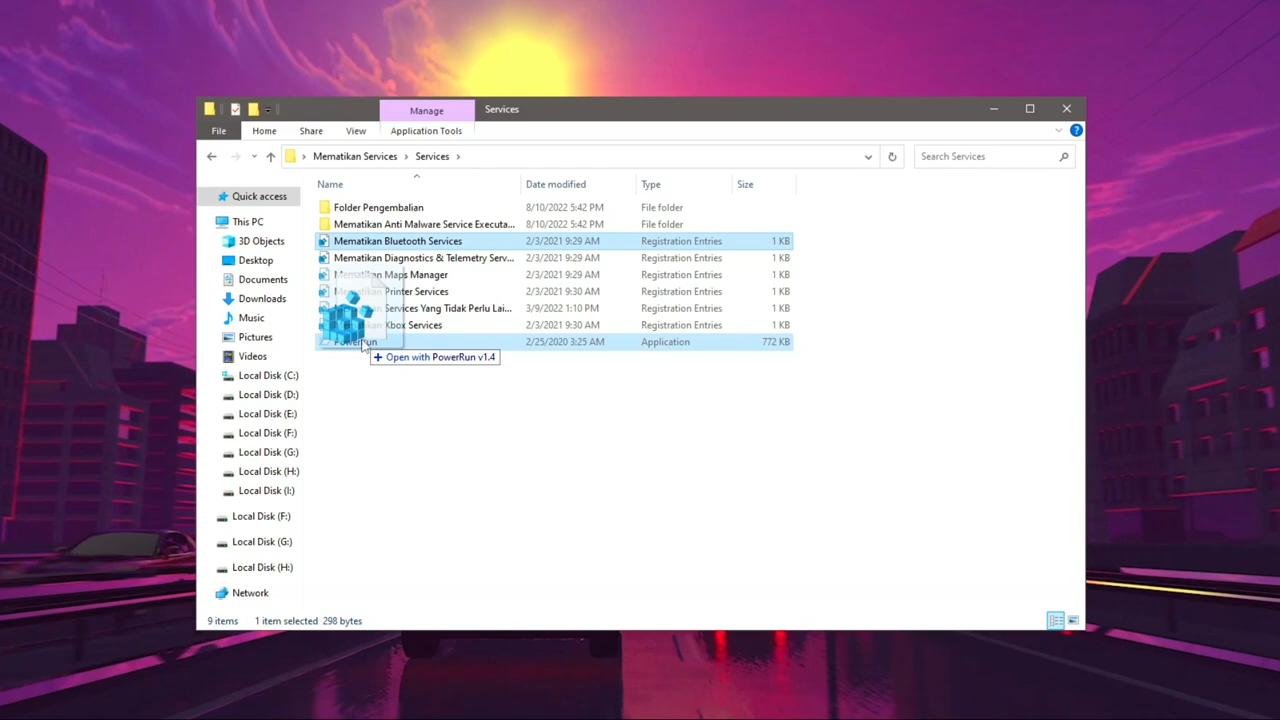 Manage
Services
File
Home
Share
View
Application Tools
Mematikan Services
Services
Search Services
Name
Date modified
Type
Size
Quick access
This PC
3D Objects
Desktop
Documents
Downloads
Music
Pictures
Videos
Local Disk (C:)
Local Disk (D:)
Local Disk (E:)
Local Disk (F:)
Local Disk (G:)
Local Disk (H:)
Local Disk (I:)
Local Disk (F:)
Local Disk (G:)
Local Disk (H:)
Network
Folder Pengembalian 8/10/2022 5:42 PM File folder
Mematikan Anti Malware Service Executa... 8/10/2022 5:42 PM File folder
Mematikan Bluetooth Services 2/3/2021 9:29 AM Registration Entries 1 KB
Mematikan Diagnostics & Telemetry Serv... 2/3/2021 9:29 AM Registration Entries 1 KB
Mematikan Maps Manager 2/3/2021 9:29 AM Registration Entries 1 KB
Mematikan Printer Services 2/3/2021 9:29 AM Registration Entries 1 KB
Services Yang Tidak Perlu Lai... 3/9/2022 1:10 PM Registration Entries 1 KB
Xbox Services 2/3/2021 9:30 AM Registration Entries 1 KB
PowerRun 2/25/2020 3:25 AM Application 772 KB
Open with PowerRun v1.4
9 items 1 item selected 298 bytes